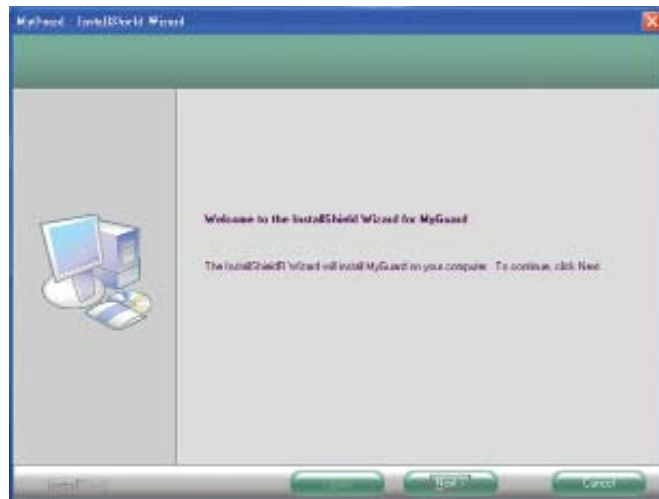 MyGuard - InstallShield Wizard
Welcome to the InstallShield Wizard for MyGuard
The InstallShieldR Wizard will install MyGuard on your computer. To continue, click Next.
Next >
Cancel